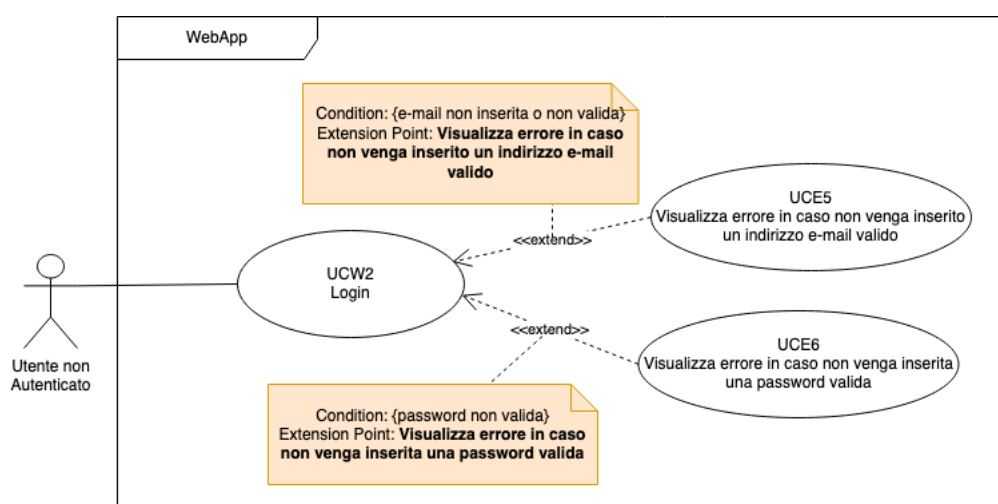 WebApp
Condition: {e-mail non inserita o non valida}
Extension Point: Visualizza errore in caso
non venga inserito un indirizzo e-mail
valido
UCE5
Visualizza errore in caso non venga inserito
un indirizzo e-mail valido
<<extend>>
UCW2
Login
Utente non
Autenticato
<<extend>>
UCE6
Visualizza errore in caso non venga inserita
una password valida
Condition: {password non valida}
Extension Point: Visualizza errore in caso
non venga inserita una password valida